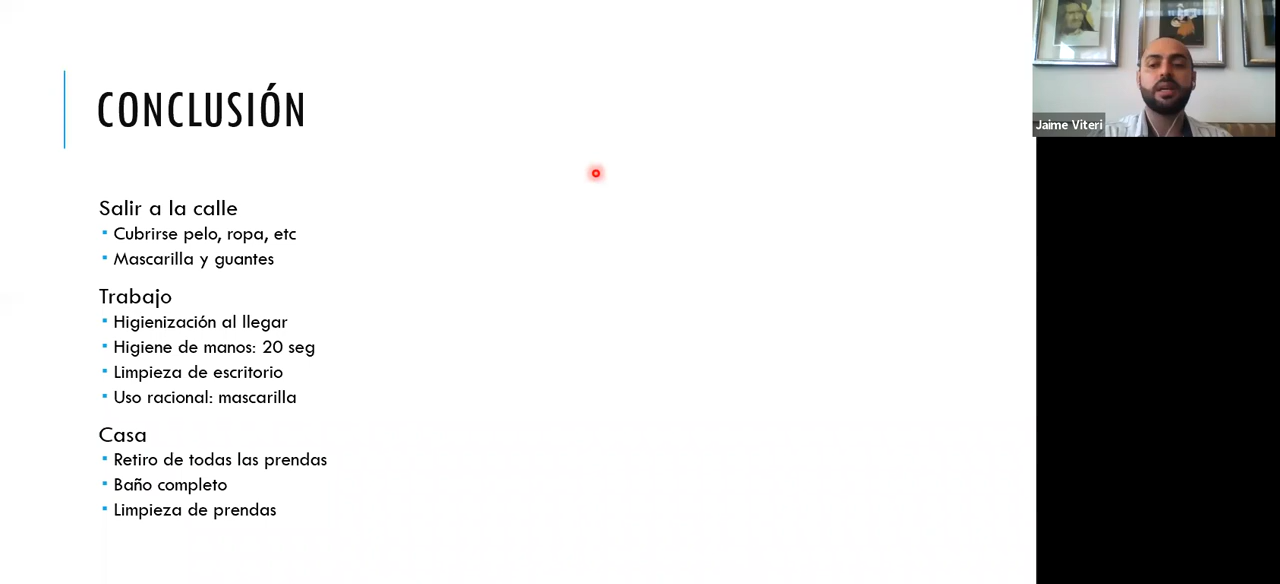 CONCLUSIÓN
Salir a la calle
Cubrirse pelo, ropa, etc
Mascarilla y guantes
Trabajo
Higienización al llegar
Higiene de manos: 20 seg
Limpieza de escritorio
Uso racional: mascarilla
Casa
Retiro de todas las prendas
Baño completo
Limpieza de prendas
Jaime Viteri